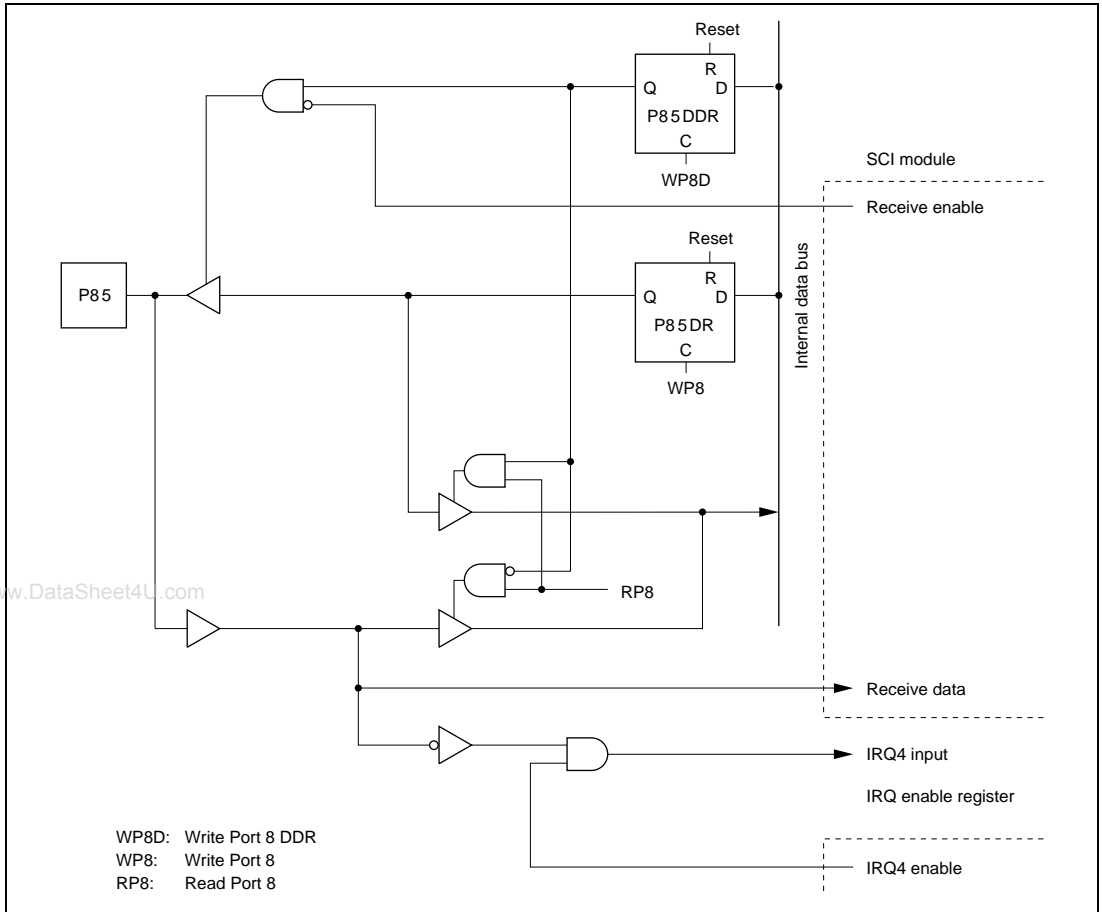 Reset
R
Q D
P85DDR
C
WP8D
SCI module
Receive enable
Reset
R
Q D
P85DR
C
WP8
Internal data bus
P85
RP8
w.DataSheet4U.com
Receive data
IRQ4 input
IRQ enable register
IRQ4 enable
WP8D: Write Port 8 DDR
WP8: Write Port 8
RP8: Read Port 8